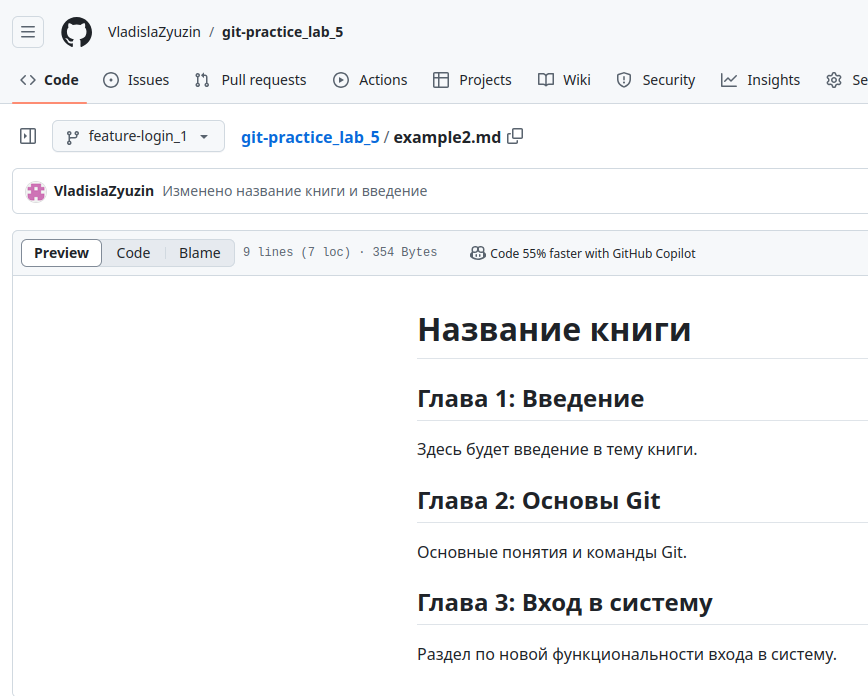 VladislaZyuzin / git-practice_lab_5
Code Issues Pull requests Actions Projects Wiki Security Insights Se
feature-login_1 git-practice_lab_5 / example2.md
VladislaZyuzin Изменено название книги и введение
Preview Code Blame 9 lines (7 loc) · 354 Bytes Code 55% faster with GitHub Copilot
Название книги
Глава 1: Введение
Здесь будет введение в тему книги.
Глава 2: Основы Git
Основные понятия и команды Git.
Глава 3: Вход в систему
Раздел по новой функциональности входа в систему.